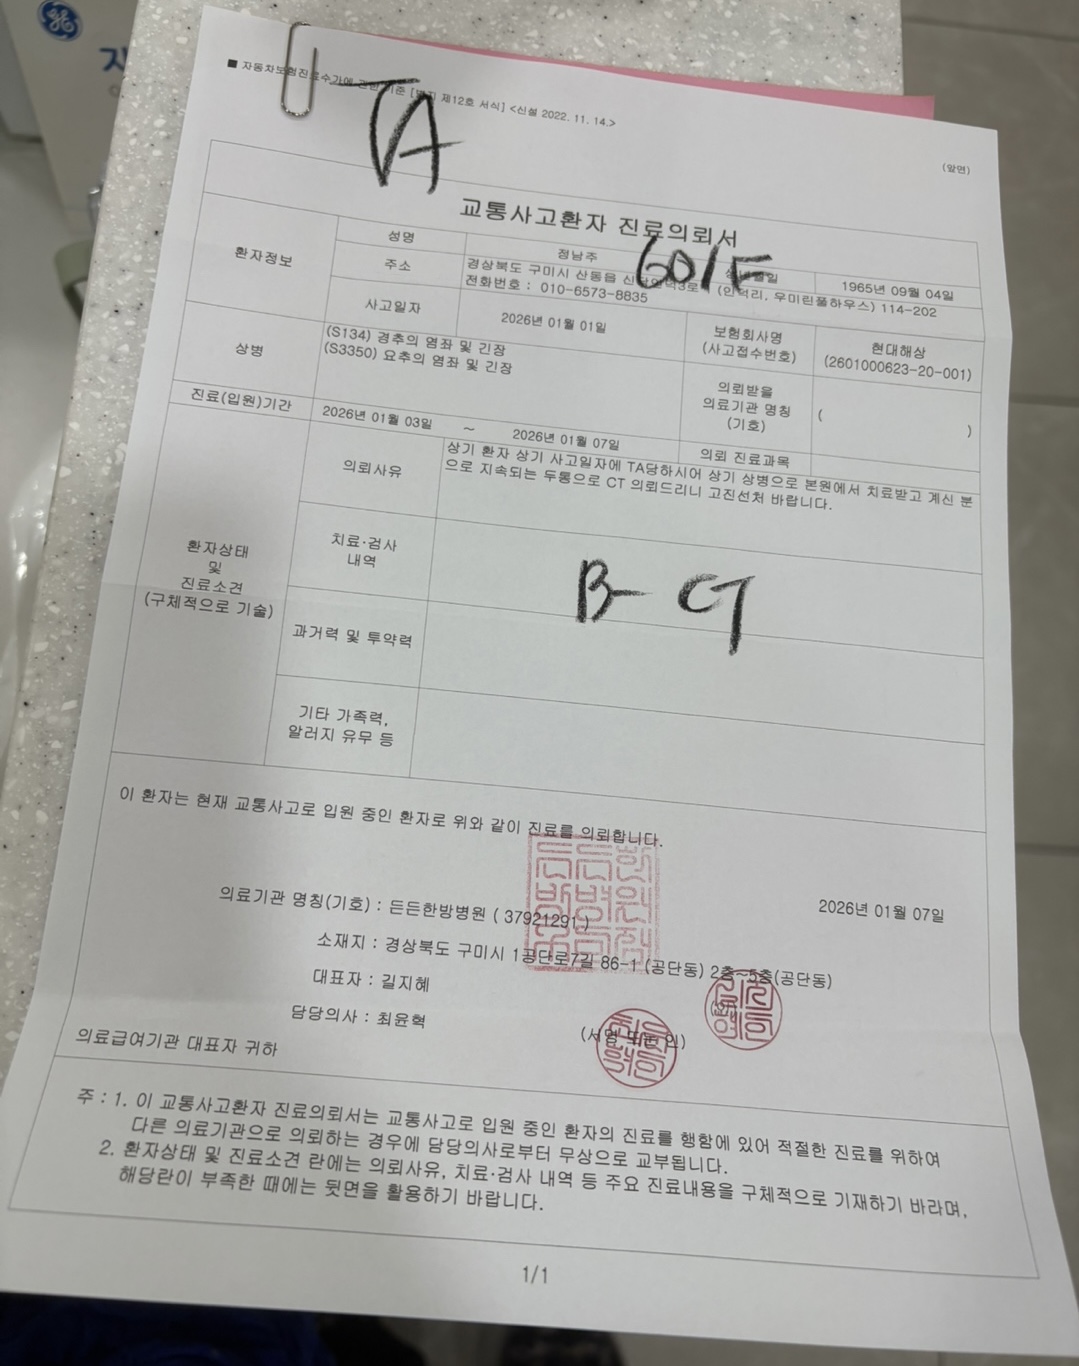 자
■ 자동차보험진료수가에 관한 기준 [별지 제12호 서식] <신설 2022. 11. 14.>
TA
(앞면)
교통사고환자 진료의뢰서
60/F
환자정보
성명
정남주
생년월일
1965년 09월 04일
주소
경상북도 구미시 산동읍 (인덕리, 우미린풀하우스) 114-202
전화번호 : 010-6573-8835
사고일자
2026년 01월 01일
보험회사명
(사고접수번호)
현대해상
(2601000623-20-001)
상병
(S134) 경추의 염좌 및 긴장
(S3350) 요추의 염좌 및 긴장
의뢰받을
의료기관 명칭
(기호)
( )
진료(입원)기간
2026년 01월 03일 ~ 2026년 01월 07일
의뢰 진료과목
환자상태
및
진료소견
(구체적으로 기술)
의뢰사유
상기 환자 상기 사고일자에 TA당하시어 상기 상병으로 본원에서 치료받고 계신 분
으로 지속되는 두통으로 CT 의뢰드리니 고진선처 바랍니다.
치료·검사
내역
B- CT
과거력 및 투약력
기타 가족력,
알러지 유무 등
이 환자는 현재 교통사고로 입원 중인 환자로 위와 같이 진료를 의뢰합니다.
2026년 01월 07일
의료기관 명칭(기호) : 든든한방병원 ( 37921291 )
소재지 : 경상북도 구미시 1공단로7길 86-1 (공단동) 2층~5층(공단동)
대표자 : 길지혜
담당의사 : 최윤혁
(서명 또는 인)
의료급여기관 대표자 귀하
주 : 1. 이 교통사고환자 진료의뢰서는 교통사고로 입원 중인 환자의 진료를 행함에 있어 적절한 진료를 위하여
다른 의료기관으로 의뢰하는 경우에 담당의사로부터 무상으로 교부됩니다.
2. 환자상태 및 진료소견 란에는 의뢰사유, 치료·검사 내역 등 주요 진료내용을 구체적으로 기재하기 바라며,
해당란이 부족한 때에는 뒷면을 활용하기 바랍니다.
1/1